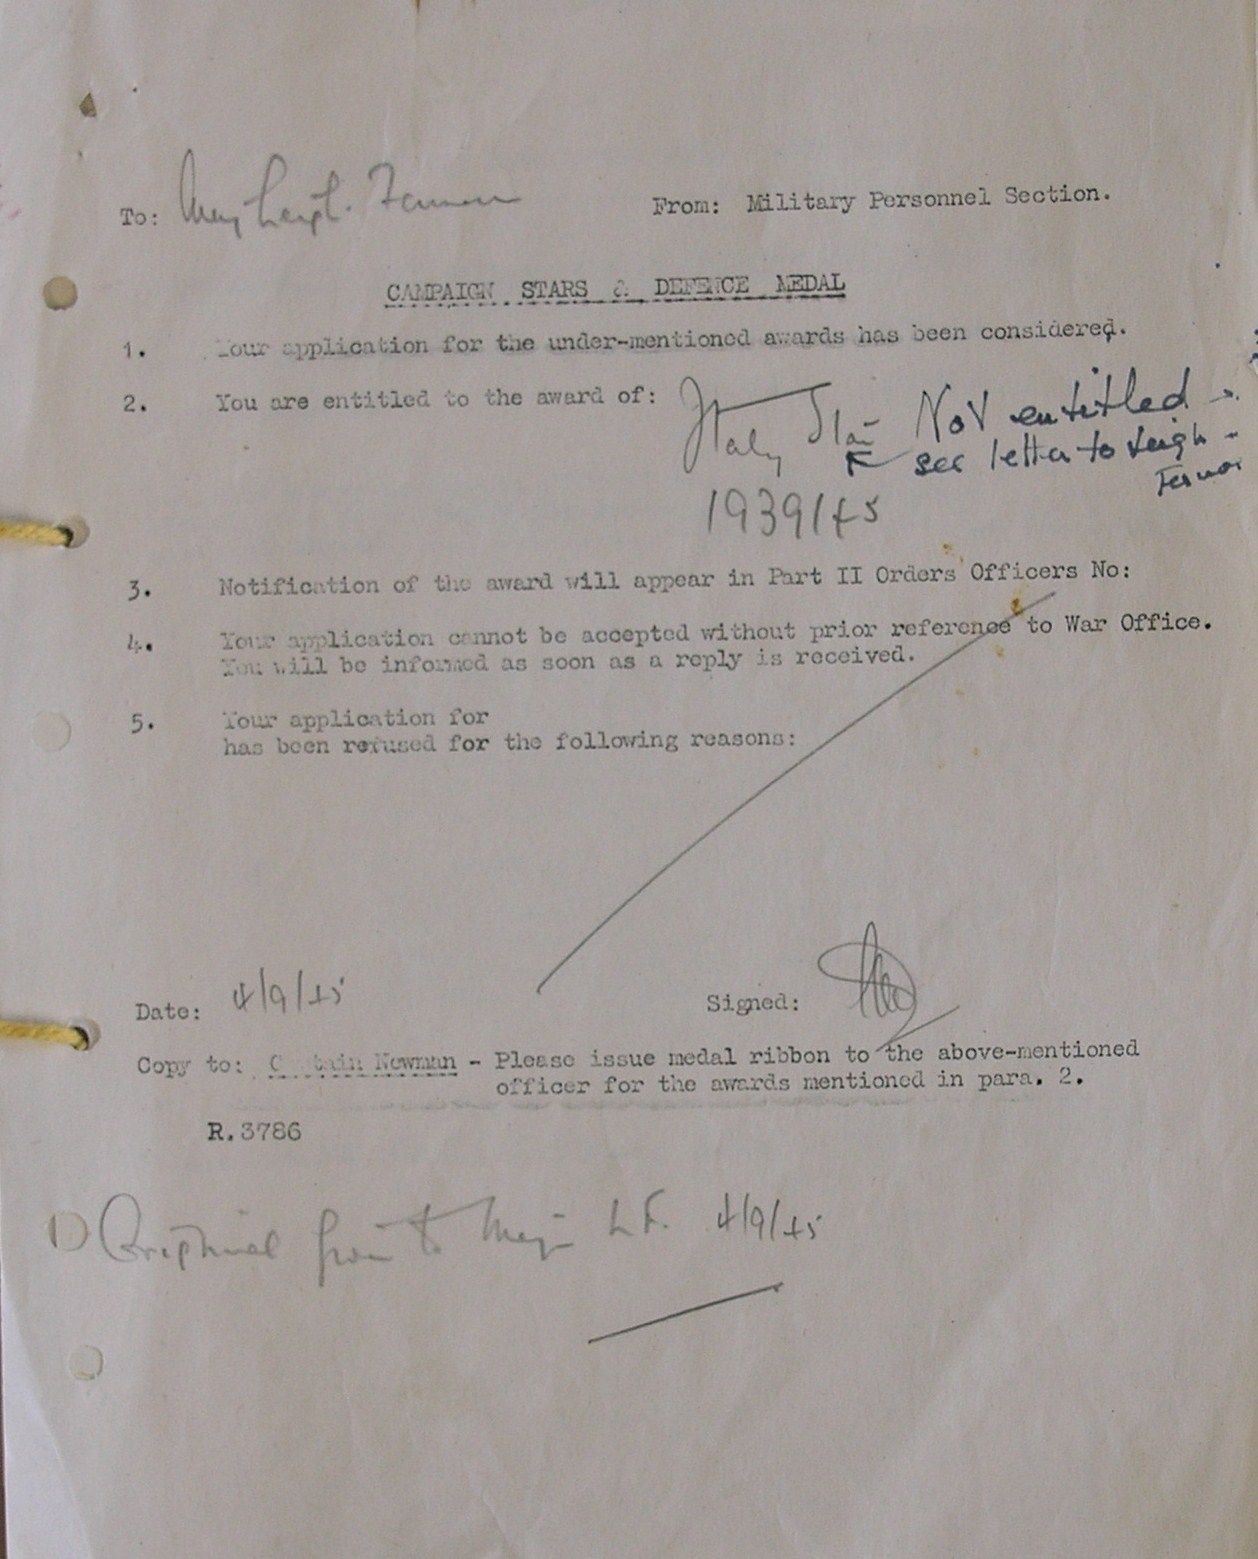 To: Major Leigh-Fermor From: Military Personnel Section.
CAMPAIGN STARS & DEFENCE MEDAL
1. Your application for the under-mentioned awards has been considered.
2. You are entitled to the award of: Italy Star Not entitled -
see letter to Leigh-
Fermor
1939/45
3. Notification of the award will appear in Part II Orders Officers No:
4. Your application cannot be accepted without prior reference to War Office.
You will be informed as soon as a reply is received.
5. Your application for
has been refused for the following reasons:
Date: 4/9/45 Signed:
Copy to: Captain Newman - Please issue medal ribbon to the above-mentioned
officer for the awards mentioned in para. 2.
R.3786
Original given to Major L.F. 4/9/45